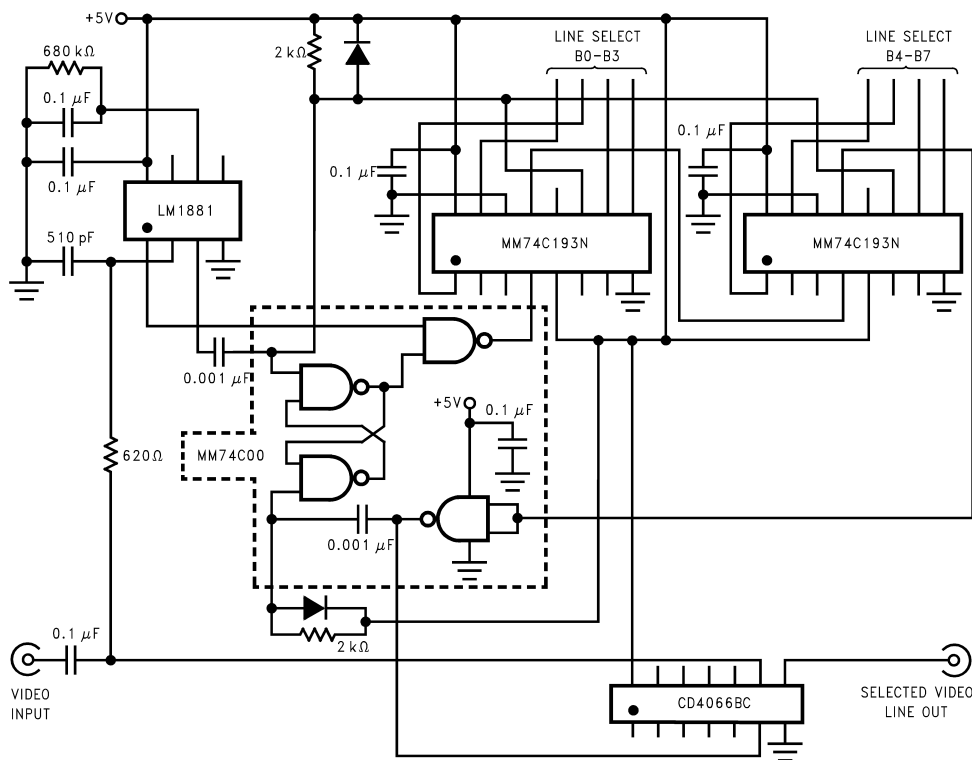 +5V
680 kΩ
0.1 μF
0.1 μF
510 pF
LM1881
2 kΩ
LINE SELECT
B0-B3
LINE SELECT
B4-B7
0.1 μF
0.1 μF
MM74C193N
MM74C193N
0.001 μF
620Ω
MM74C00
+5V
0.1 μF
0.001 μF
2 kΩ
0.1 μF
VIDEO
INPUT
CD4066BC
SELECTED VIDEO
LINE OUT